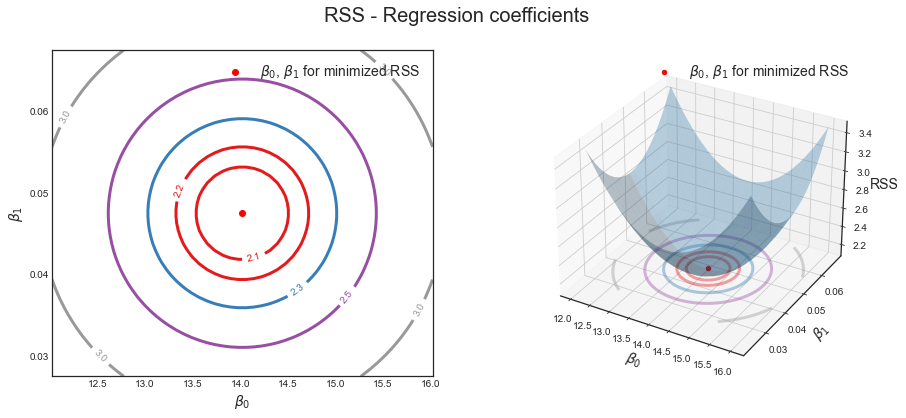 RSS - Regression coefficients
β0, β1 for minimized RSS
0.06
0.05
0.04
0.03
β1
3.0
3.0
3.0
2.2
2.1
2.3
2.5
12.5 13.0 13.5 14.0 14.5 15.0 15.5 16.0
β0
β0, β1 for minimized RSS
3.4
3.2
3.0
2.8
2.6
2.4
2.2
RSS
12.0 12.5 13.0 13.5 14.0 14.5 15.0 15.5 16.0
β0
0.03 0.04 0.05 0.06
β1